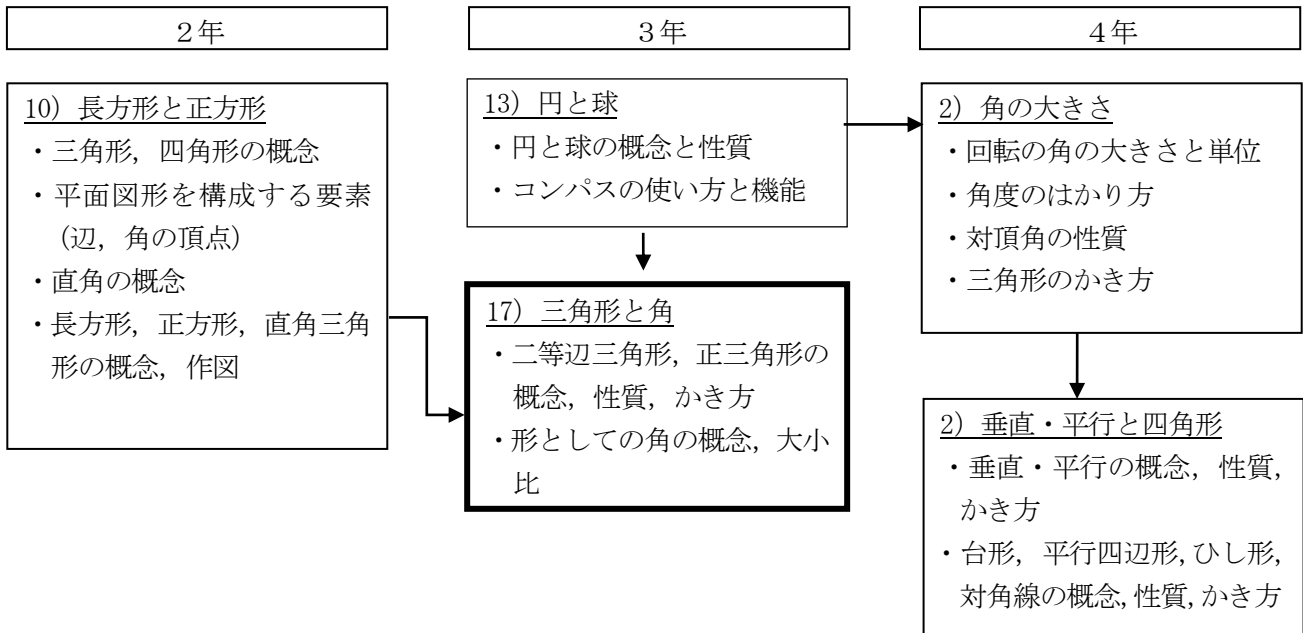 ２年
３年
４年
10）長方形と正方形
・三角形，四角形の概念
・平面図形を構成する要素
（辺，角の頂点）
・直角の概念
・長方形，正方形，直角三角
形の概念，作図
13）円と球
・円と球の概念と性質
・コンパスの使い方と機能
17）三角形と角
・二等辺三角形，正三角形の
概念，性質，かき方
・形としての角の概念，大小
比
2）角の大きさ
・回転の角の大きさと単位
・角度のはかり方
・対頂角の性質
・三角形のかき方
2）垂直・平行と四角形
・垂直・平行の概念，性質，
かき方
・台形，平行四辺形，ひし形，
対角線の概念，性質，かき方